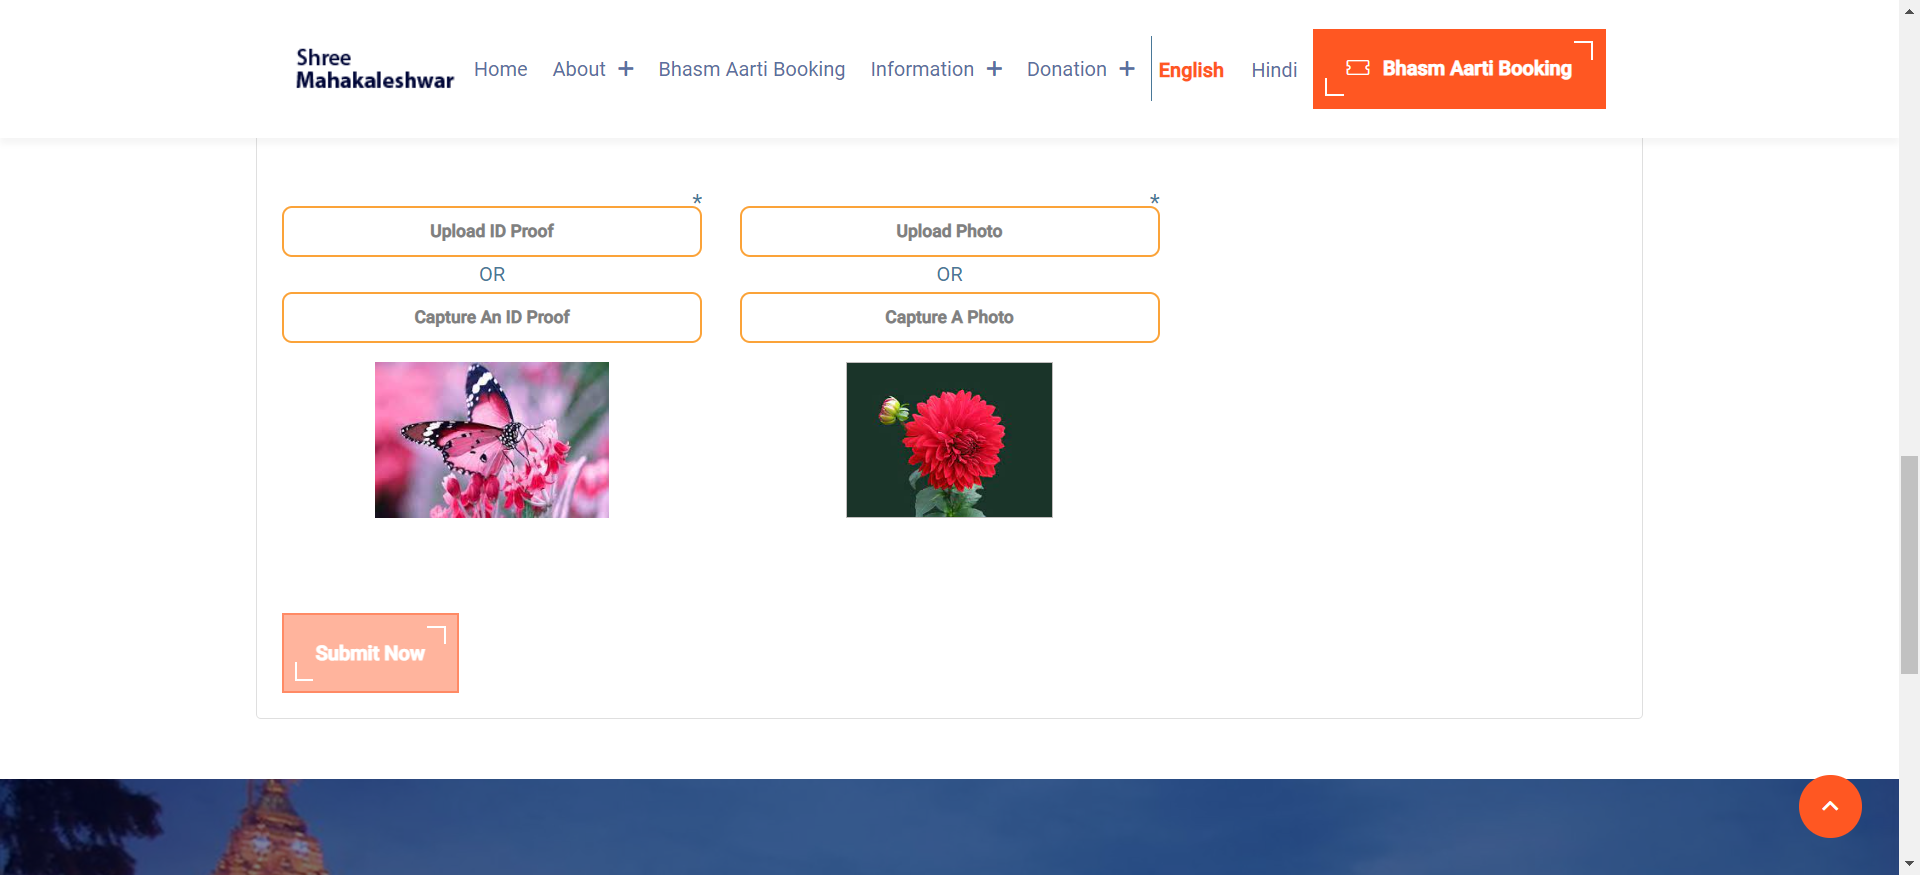 Shree
Mahakaleshwar
Home About + Bhasm Aarti Booking Information + Donation + English Hindi Bhasm Aarti Booking
* *
Upload ID Proof Upload Photo
OR OR
Capture An ID Proof Capture A Photo
Submit Now